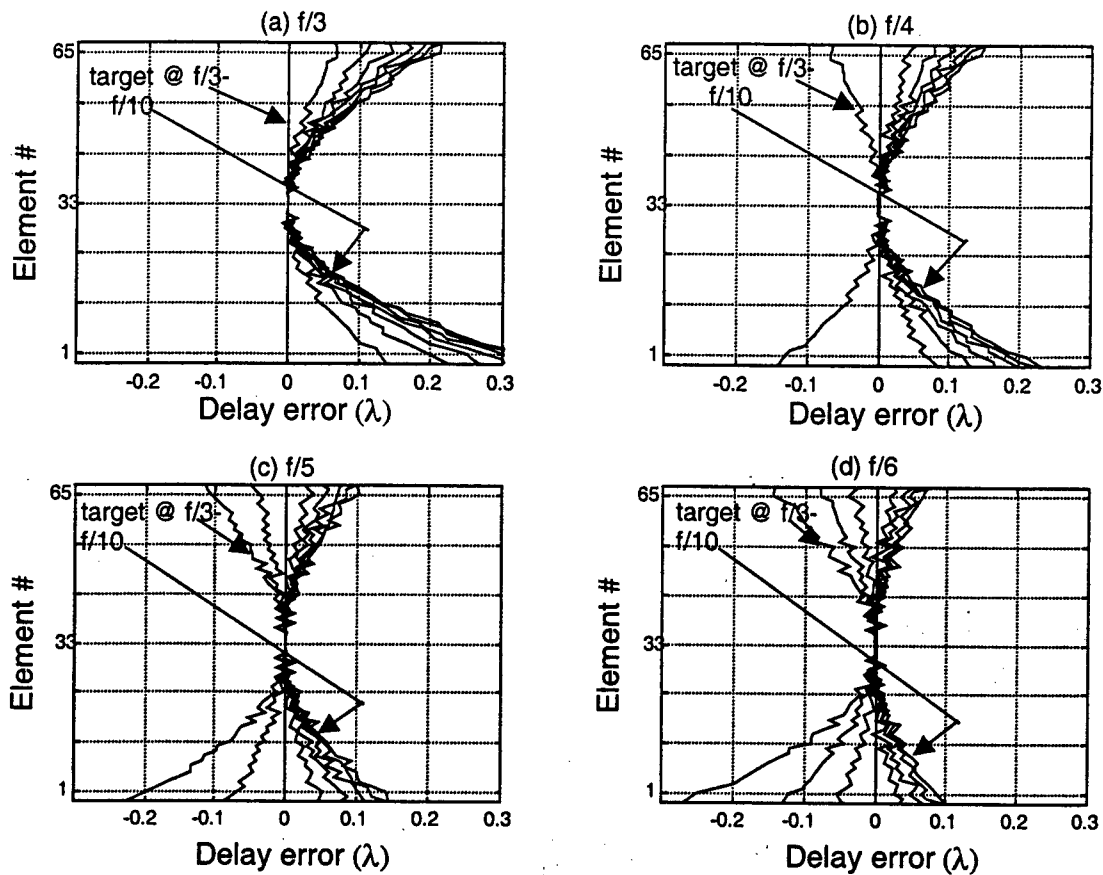 (a) f/3
65
target @ f/3-
f/10
33
1
Element #
-0.2 -0.1 0 0.1 0.2 0.3
Delay error (λ)
(b) f/4
65
target @ f/3-
f/10
33
1
Element #
-0.2 -0.1 0 0.1 0.2 0.3
Delay error (λ)
(c) f/5
65
target @ f/3-
f/10
33
1
Element #
-0.2 -0.1 0 0.1 0.2 0.3
Delay error (λ)
(d) f/6
65
target @ f/3-
f/10
33
1
Element #
-0.2 -0.1 0 0.1 0.2 0.3
Delay error (λ)